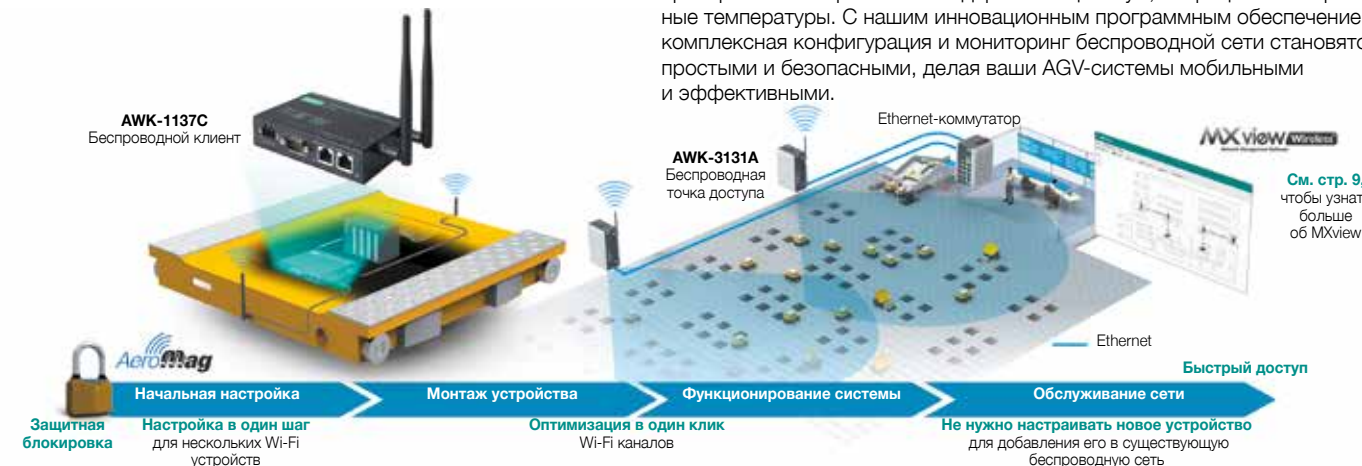 ные температуры. С нашим инновационным программным обеспечение
комплексная конфигурация и мониторинг беспроводной сети становятс
простыми и безопасными, делая ваши AGV-системы мобильными
и эффективными.
AWK-1137C
Беспроводной клиент
Ethernet-коммутатор
AWK-3131A
Беспроводная
точка доступа
MXview Wireless
См. стр. 9,
чтобы узнат
больше
об MXview
Ethernet
AeroMag
Быстрый доступ
Начальная настройка
Монтаж устройства
Функционирование системы
Обслуживание сети
Защитная
блокировка
Настройка в один шаг
для нескольких Wi-Fi
устройств
Оптимизация в один клик
Wi-Fi каналов
Не нужно настраивать новое устройство
для добавления его в существующую
беспроводную сеть